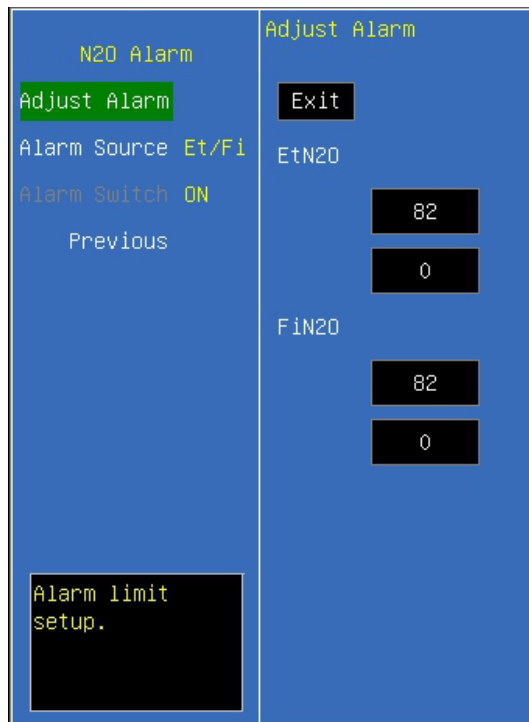 N2O Alarm
Adjust Alarm
Alarm Source Et/Fi
Alarm Switch ON
Previous
Alarm limit
setup.
Adjust Alarm
Exit
EtN2O
82
0
FiN2O
82
0